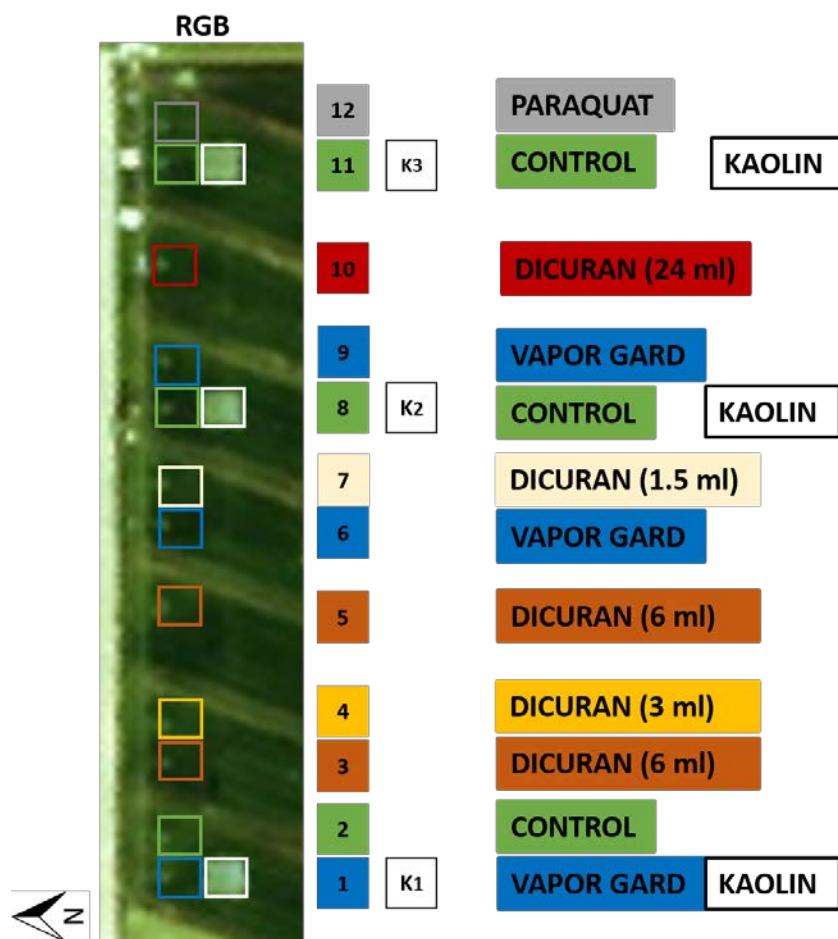 RGB
12 PARAQUAT
11 K3 CONTROL KAOLIN
10 DICURAN (24 ml)
9 VAPOR GARD
8 K2 CONTROL KAOLIN
7 DICURAN (1.5 ml)
6 VAPOR GARD
5 DICURAN (6 ml)
4 DICURAN (3 ml)
3 DICURAN (6 ml)
2 CONTROL
1 K1 VAPOR GARD KAOLIN
N